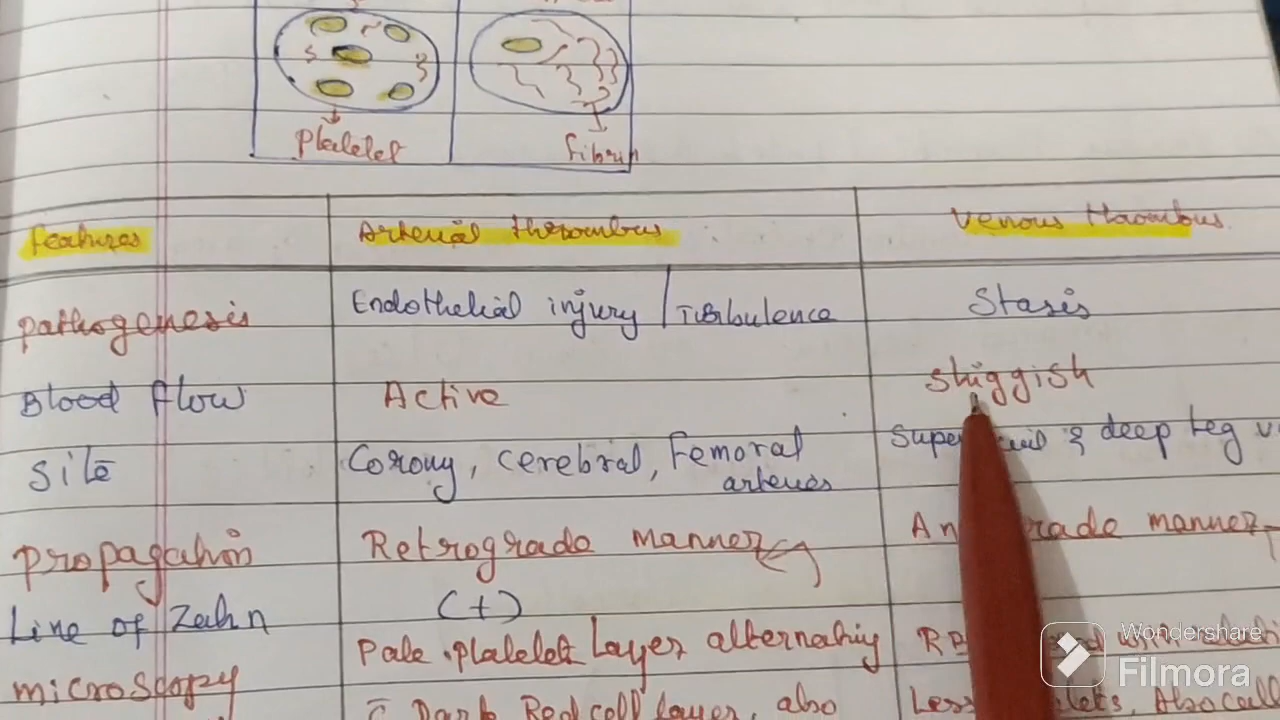 Platelet
fibrin
features
Arterial thrombus
Venous thrombus
pathogenesis
Endothelial injury / Turbulence
Stasis
Blood flow
Active
Sluggish
Site
Corony, cerebral, Femoral
arteries
deep leg
propagation
Retrograde manner
manner
Line of Zahn
(+)
microscopy
Pale platelet Layer alternating
c̄ Dark Red cell layer, also
Less
Also cell
Wondershare
Filmora